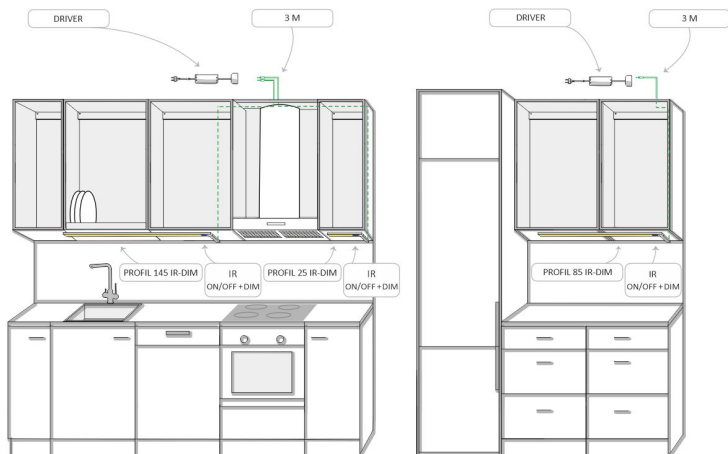 DRIVER
3 M
DRIVER
3 M
PROFIL 145 IR-DIM
IR
ON/OFF+DIM
PROFIL 25 IR-DIM
IR
ON/OFF+DIM
PROFIL 85 IR-DIM
IR
ON/OFF+DIM